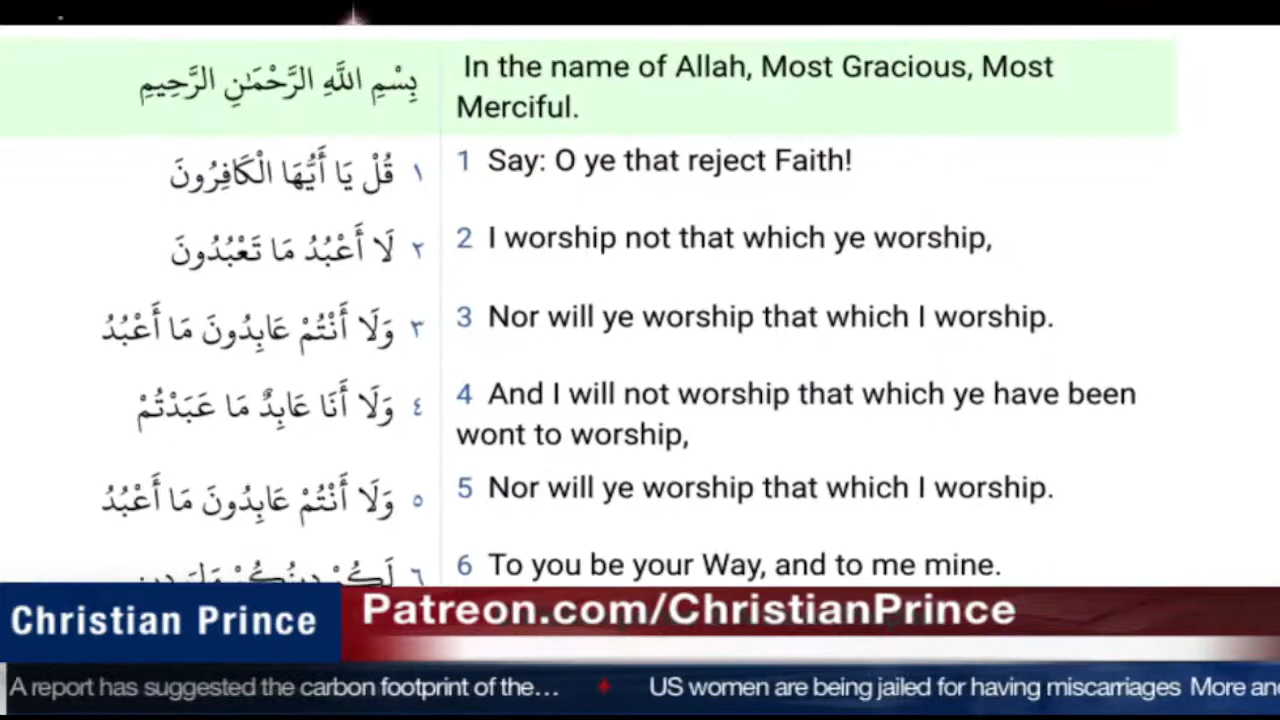 بِسْمِ اللَّهِ الرَّحْمَٰنِ الرَّحِيمِ
In the name of Allah, Most Gracious, Most
Merciful.
١ قُلْ يَا أَيُّهَا الْكَافِرُونَ
1 Say: O ye that reject Faith!
٢ لَا أَعْبُدُ مَا تَعْبُدُونَ
2 I worship not that which ye worship,
٣ وَلَا أَنْتُمْ عَابِدُونَ مَا أَعْبُدُ
3 Nor will ye worship that which I worship.
٤ وَلَا أَنَا عَابِدٌ مَا عَبَدْتُمْ
4 And I will not worship that which ye have been
wont to worship,
٥ وَلَا أَنْتُمْ عَابِدُونَ مَا أَعْبُدُ
5 Nor will ye worship that which I worship.
٦ لَكُمْ دِينُكُمْ وَلِيَ دِينِ
6 To you be your Way, and to me mine.
Christian Prince
Patreon.com/ChristianPrince
A report has suggested the carbon footprint of the... ♦ US women are being jailed for having miscarriages More